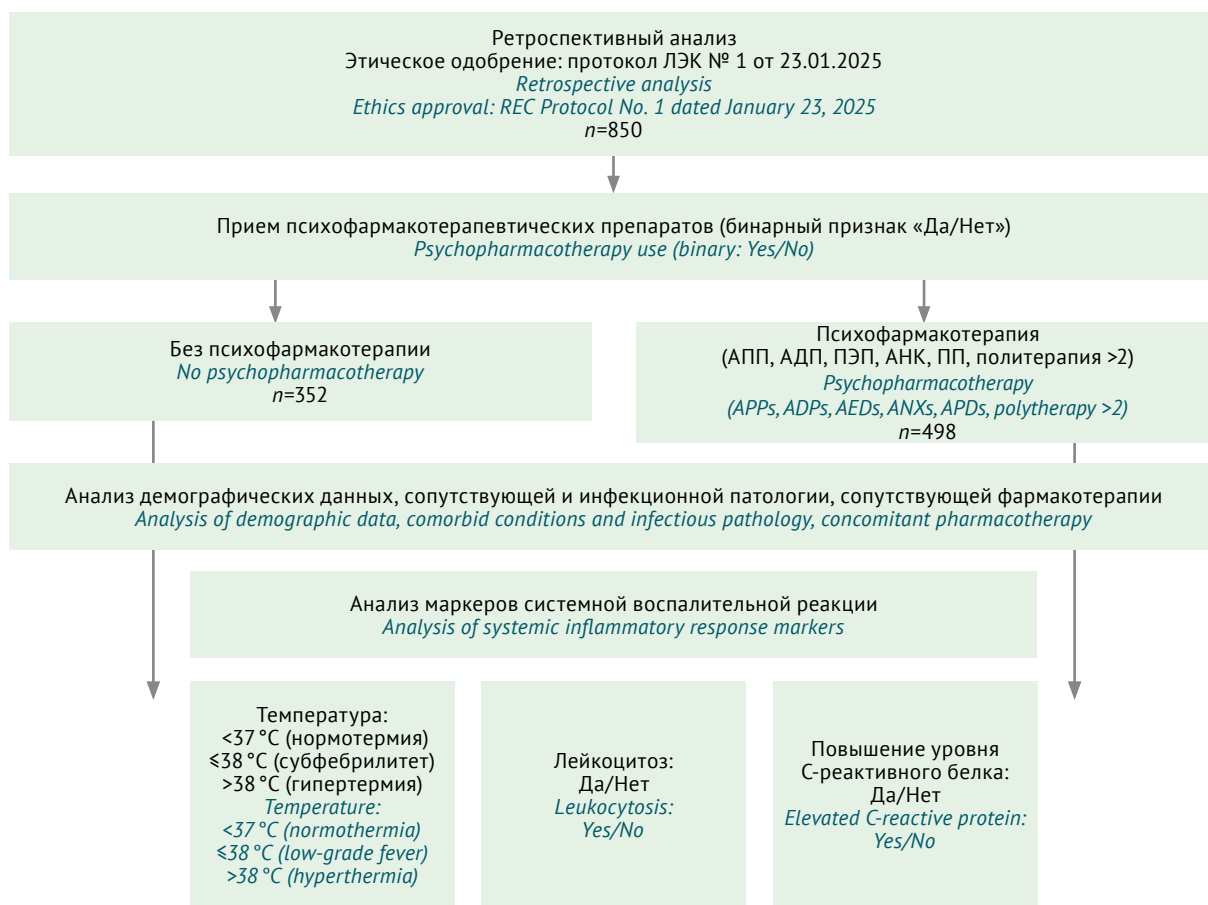 Ретроспективный анализ
Этическое одобрение: протокол ЛЭК № 1 от 23.01.2025
Retrospective analysis
Ethics approval: REC Protocol No. 1 dated January 23, 2025
n=850
Прием психофармакотерапевтических препаратов (бинарный признак «Да/Нет»)
Psychopharmacotherapy use (binary: Yes/No)
Без психофармакотерапии
No psychopharmacotherapy
n=352
Психофармакотерапия
(АПП, АДП, ПЭП, АНК, ПП, политерапия >2)
Psychopharmacotherapy
(APPs, ADPs, AEDs, ANXs, APDs, polytherapy >2)
n=498
Анализ демографических данных, сопутствующей и инфекционной патологии, сопутствующей фармакотерапии
Analysis of demographic data, comorbid conditions and infectious pathology, concomitant pharmacotherapy
Анализ маркеров системной воспалительной реакции
Analysis of systemic inflammatory response markers
Температура:
<37 °C (нормотермия)
⩽38 °C (субфебрилитет)
>38 °C (гипертермия)
Temperature:
<37 °C (normothermia)
⩽38 °C (low-grade fever)
>38 °C (hyperthermia)
Лейкоцитоз:
Да/Нет
Leukocytosis:
Yes/No
Повышение уровня
С-реактивного белка:
Да/Нет
Elevated C-reactive protein:
Yes/No